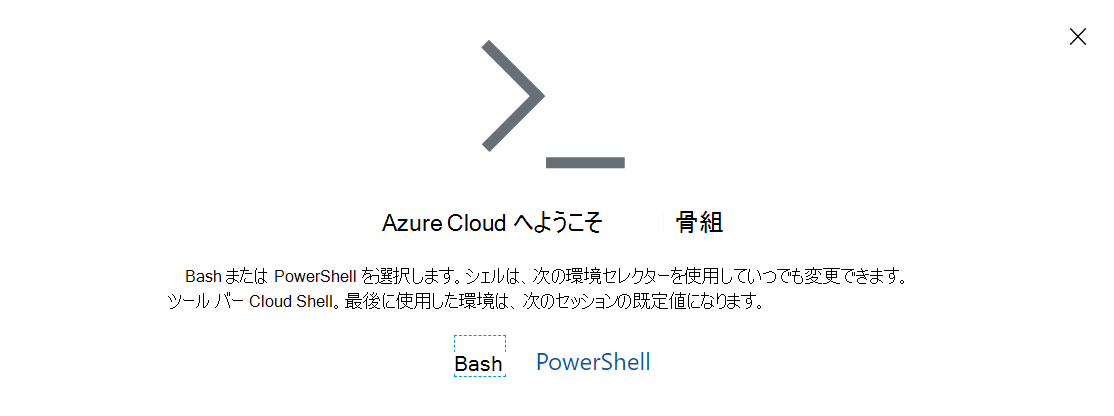 Azure Cloud へようこそ 骨組
Bash または PowerShell を選択します。シェルは、次の環境セレクターを使用していつでも変更できます。
ツール バー Cloud Shell。最後に使用した環境は、次のセッションの既定値になります。
Bash PowerShell